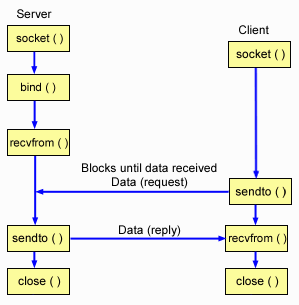 Server
Client
socket ( )
socket ( )
bind ( )
recvfrom ( )
Blocks until data received
Data (request)
sendto ( )
sendto ( )
Data (reply)
recvfrom ( )
close ( )
close ( )